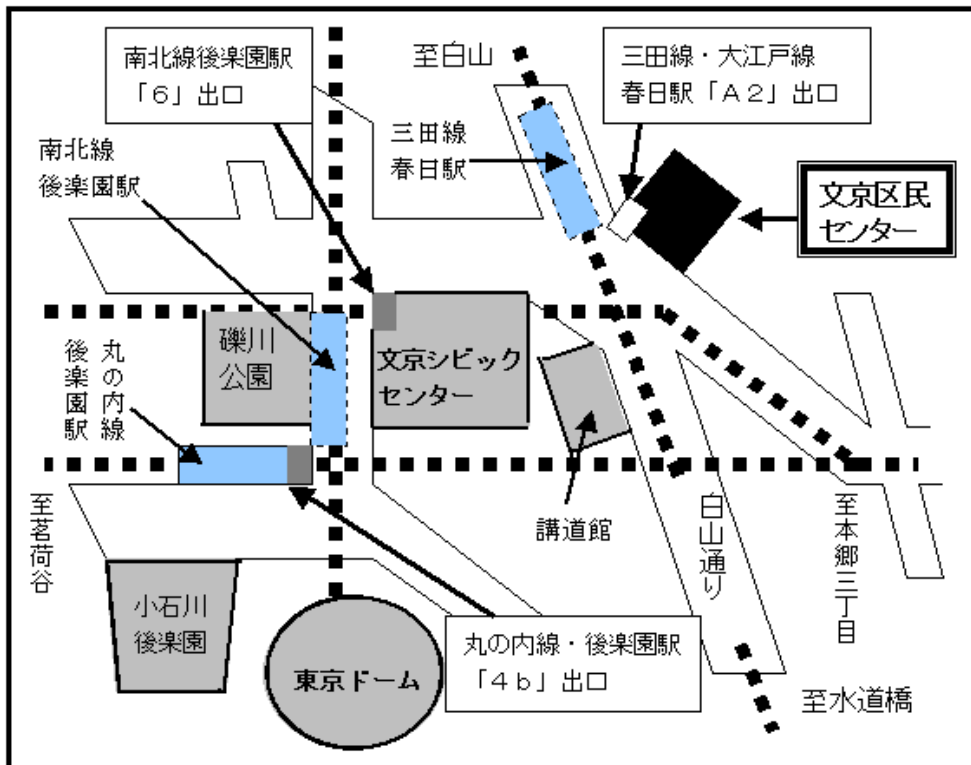 南北線後楽園駅
「6」出口
至白山
三田線・大江戸線
春日駅「A2」出口
南北線
後楽園駅
三田線
春日駅
文京区民
センター
礫川
公園
文京シビック
センター
丸の内線
後楽園駅
至茗荷谷
講道館
白山通り
至本郷三丁目
小石川
後楽園
東京ドーム
丸の内線・後楽園駅
「4b」出口
至水道橋